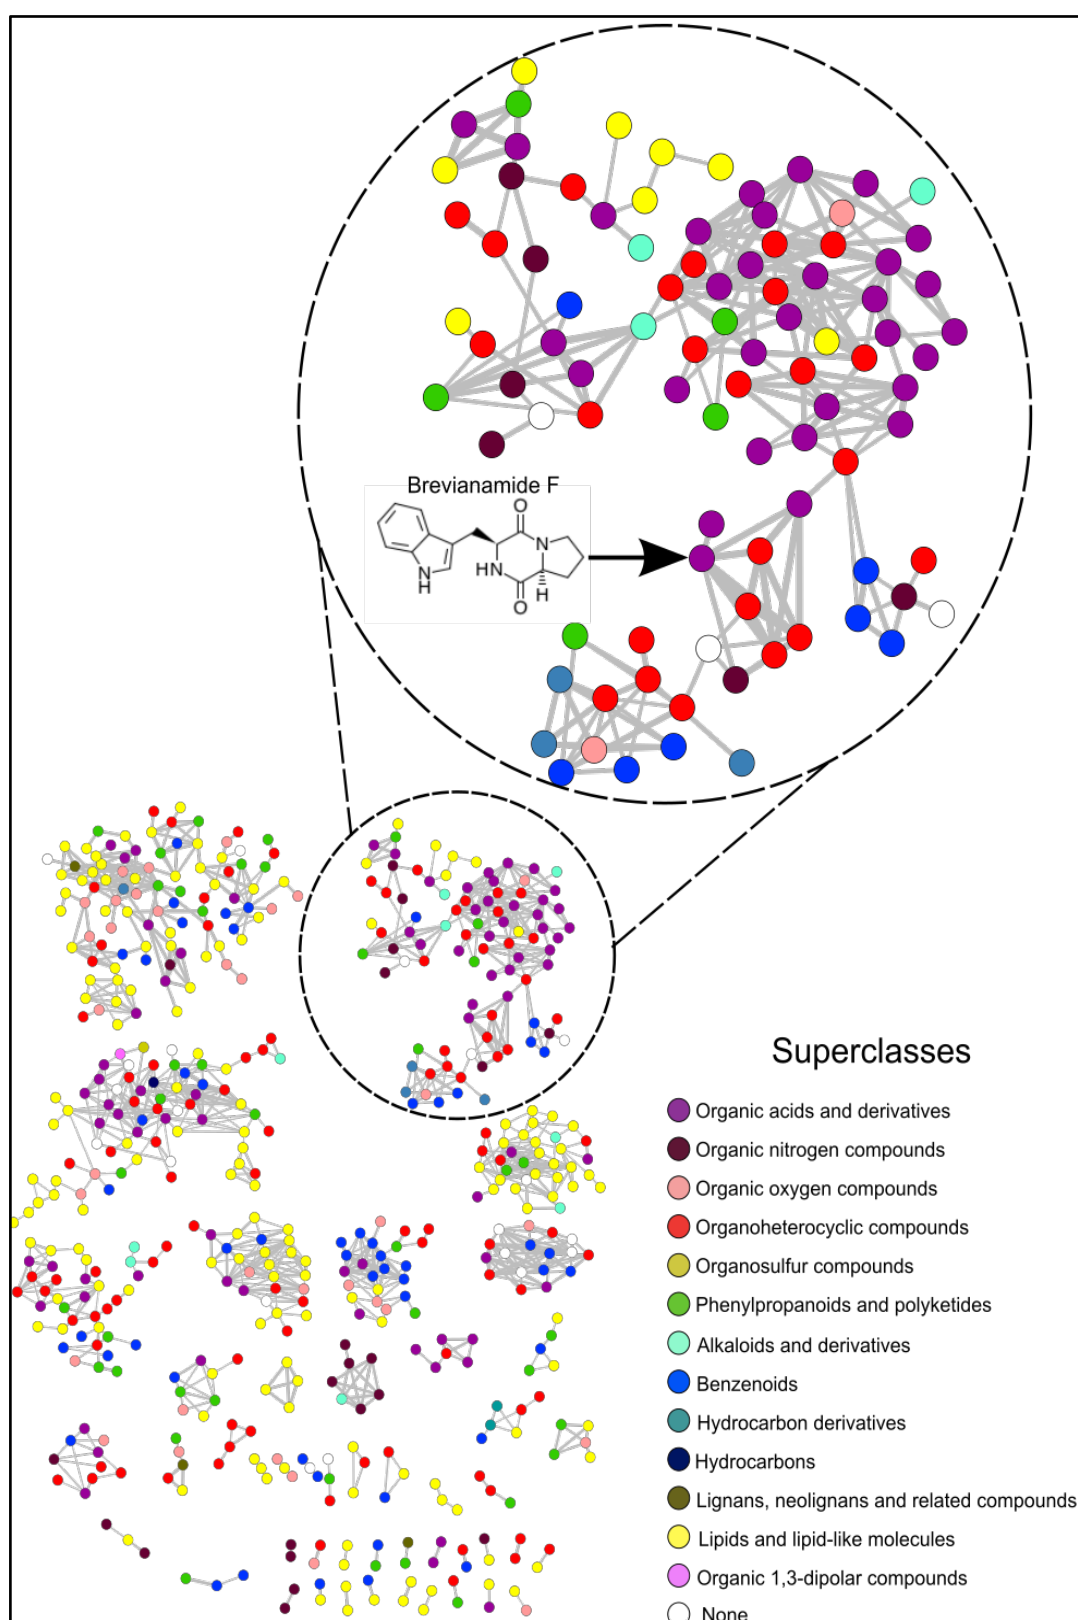 Brevianamide F
O
N
HN
N
H
H
O
Superclasses
Organic acids and derivatives
Organic nitrogen compounds
Organic oxygen compounds
Organoheterocyclic compounds
Organosulfur compounds
Phenylpropanoids and polyketides
Alkaloids and derivatives
Benzenoids
Hydrocarbon derivatives
Hydrocarbons
Lignans, neolignans and related compounds
Lipids and lipid-like molecules
Organic 1,3-dipolar compounds
None